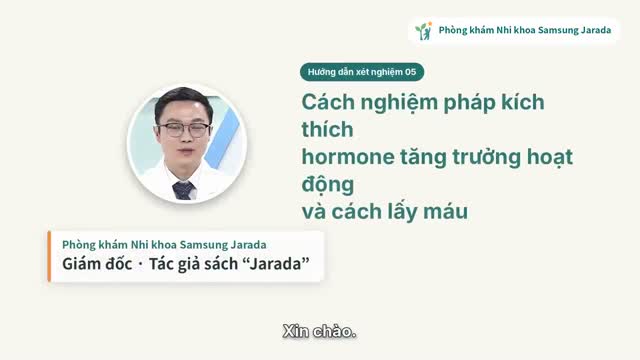 Phòng khám Nhi khoa Samsung Jarada
Hướng dẫn xét nghiệm 05
Cách nghiệm pháp kích
thích
hormone tăng trưởng hoạt
động
và cách lấy máu
Phòng khám Nhi khoa Samsung Jarada
Giám đốc · Tác giả sách “Jarada”
Xin chào.